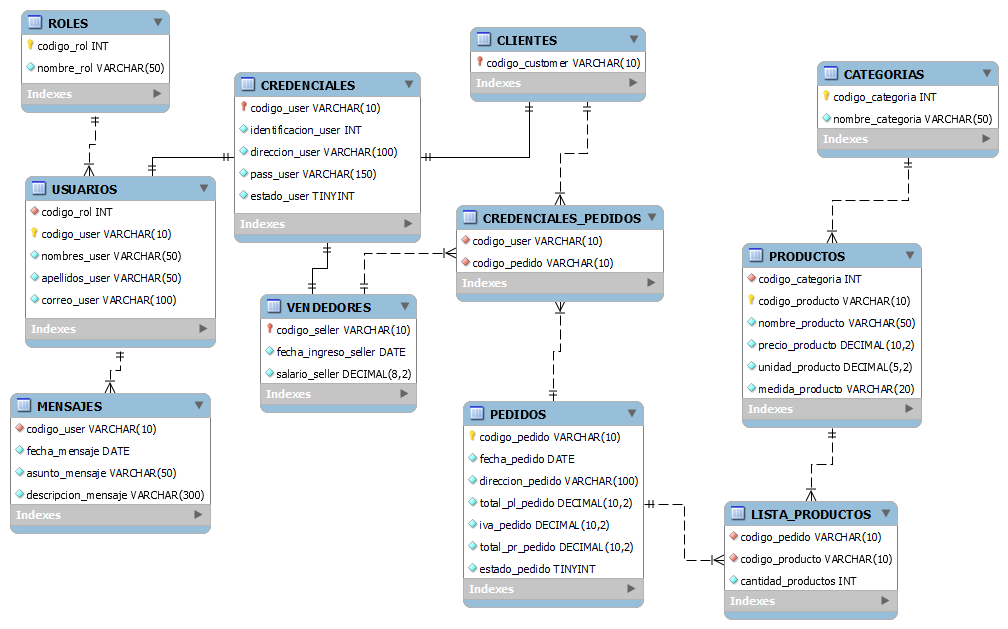 ROLES
codigo_rol INT
nombre_rol VARCHAR(50)
Indexes
CREDENCIALES
codigo_user VARCHAR(10)
identificacion_user INT
direccion_user VARCHAR(100)
pass_user VARCHAR(150)
estado_user TINYINT
Indexes
CLIENTES
codigo_customer VARCHAR(10)
Indexes
CATEGORIAS
codigo_categoria INT
nombre_categoria VARCHAR(50)
Indexes
USUARIOS
codigo_rol INT
codigo_user VARCHAR(10)
nombres_user VARCHAR(50)
apellidos_user VARCHAR(50)
correo_user VARCHAR(100)
Indexes
CREDENCIALES_PEDIDOS
codigo_user VARCHAR(10)
codigo_pedido VARCHAR(10)
Indexes
PRODUCTOS
codigo_categoria INT
codigo_producto VARCHAR(10)
nombre_producto VARCHAR(50)
precio_producto DECIMAL(10,2)
unidad_producto DECIMAL(5,2)
medida_producto VARCHAR(20)
Indexes
VENDEDORES
codigo_seller VARCHAR(10)
fecha_ingreso_seller DATE
salario_seller DECIMAL(8,2)
Indexes
MENSAJES
codigo_user VARCHAR(10)
fecha_mensaje DATE
asunto_mensaje VARCHAR(50)
descripcion_mensaje VARCHAR(300)
Indexes
PEDIDOS
codigo_pedido VARCHAR(10)
fecha_pedido DATE
direccion_pedido VARCHAR(100)
total_pl_pedido DECIMAL(10,2)
iva_pedido DECIMAL(10,2)
total_pr_pedido DECIMAL(10,2)
estado_pedido TINYINT
Indexes
LISTA_PRODUCTOS
codigo_pedido VARCHAR(10)
codigo_producto VARCHAR(10)
cantidad_productos INT
Indexes